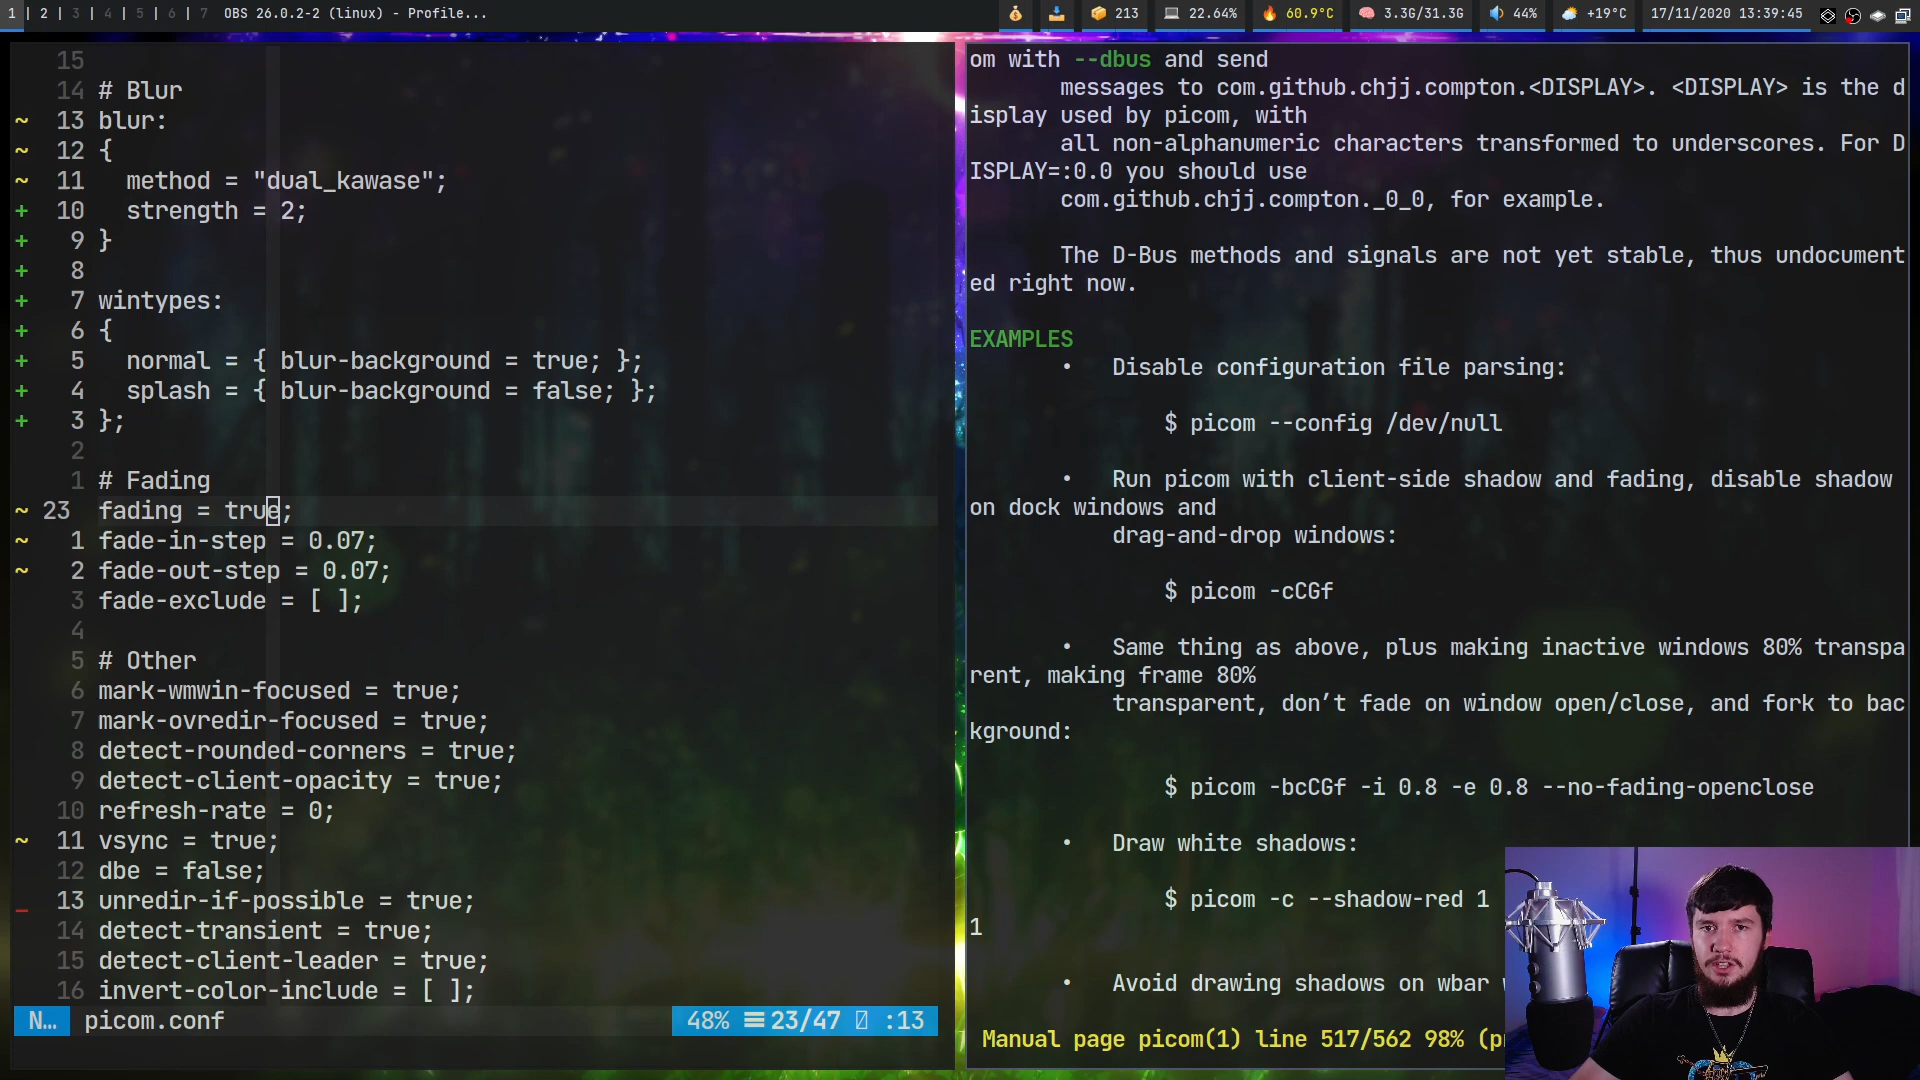 1 | 2 | 3 | 4 | 5 | 6 | 7 OBS 26.0.2-2 (linux) - Profile... 213 22.64% 60.9°C 3.3G/31.3G 44% +19°C 17/11/2020 13:39:45
15
14 # Blur
~ 13 blur:
~ 12 {
~ 11 method = "dual_kawase";
+ 10 strength = 2;
+ 9 }
+ 8
+ 7 wintypes:
+ 6 {
+ 5 normal = { blur-background = true; };
+ 4 splash = { blur-background = false; };
+ 3 };
2
1 # Fading
~ 23 fading = true;
~ 1 fade-in-step = 0.07;
~ 2 fade-out-step = 0.07;
3 fade-exclude = [ ];
4
5 # Other
6 mark-wmwin-focused = true;
7 mark-ovredir-focused = true;
8 detect-rounded-corners = true;
9 detect-client-opacity = true;
10 refresh-rate = 0;
~ 11 vsync = true;
12 dbe = false;
_ 13 unredir-if-possible = true;
14 detect-transient = true;
15 detect-client-leader = true;
16 invert-color-include = [ ];
N... picom.conf 48% ☰ 23/47 :13
om with --dbus and send
messages to com.github.chjj.compton.<DISPLAY>. <DISPLAY> is the d
isplay used by picom, with
all non-alphanumeric characters transformed to underscores. For D
ISPLAY=:0.0 you should use
com.github.chjj.compton._0_0, for example.
The D-Bus methods and signals are not yet stable, thus undocument
ed right now.
EXAMPLES
• Disable configuration file parsing:
$ picom --config /dev/null
• Run picom with client-side shadow and fading, disable shadow
on dock windows and
drag-and-drop windows:
$ picom -cCGf
• Same thing as above, plus making inactive windows 80% transpa
rent, making frame 80%
transparent, don’t fade on window open/close, and fork to bac
kground:
$ picom -bcCGf -i 0.8 -e 0.8 --no-fading-openclose
• Draw white shadows:
$ picom -c --shadow-red 1
1
• Avoid drawing shadows on wbar
Manual page picom(1) line 517/562 98% (p